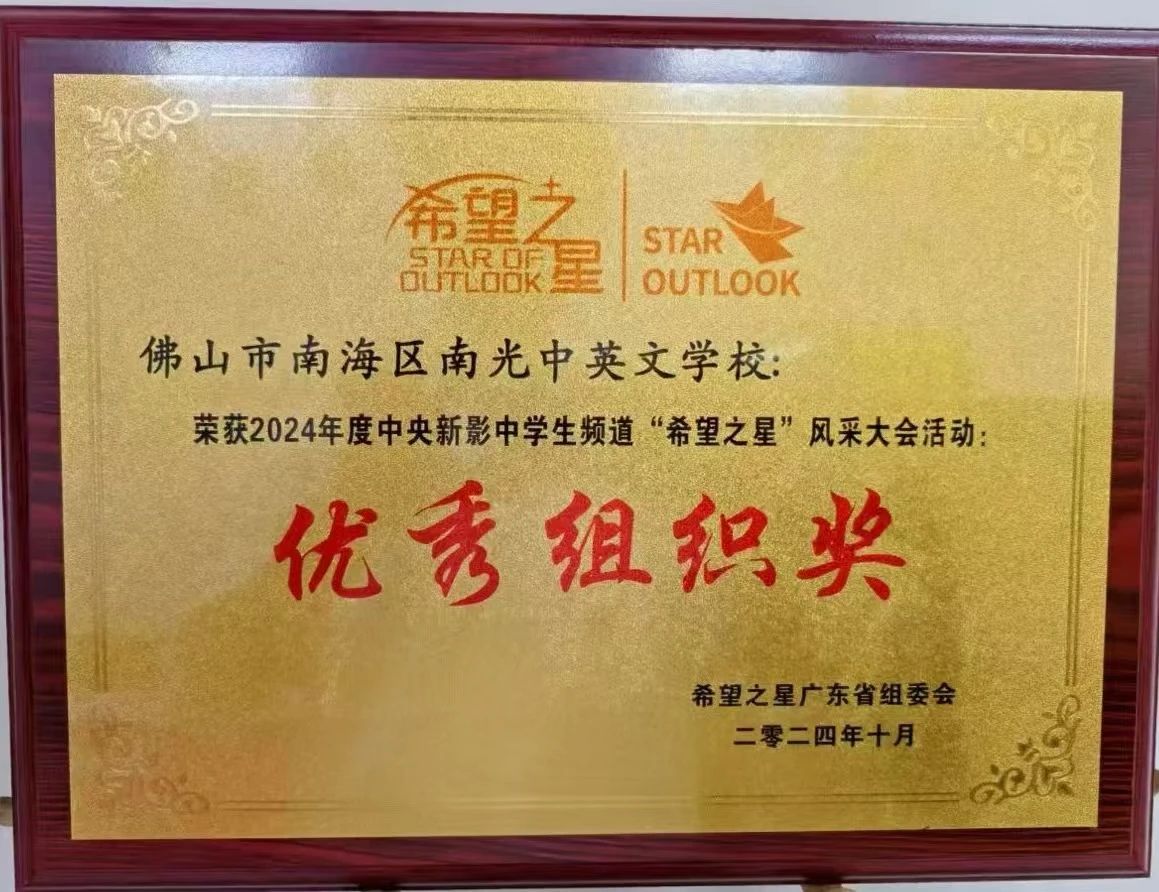 希望之星
STAR OF
OUTLOOK
STAR
OUTLOOK
佛山市南海区南光中英文学校:
荣获2024年度中央新影中学生频道“希望之星”风采大会活动:
优秀组织奖
希望之星广东省组委会
二零二四年十月